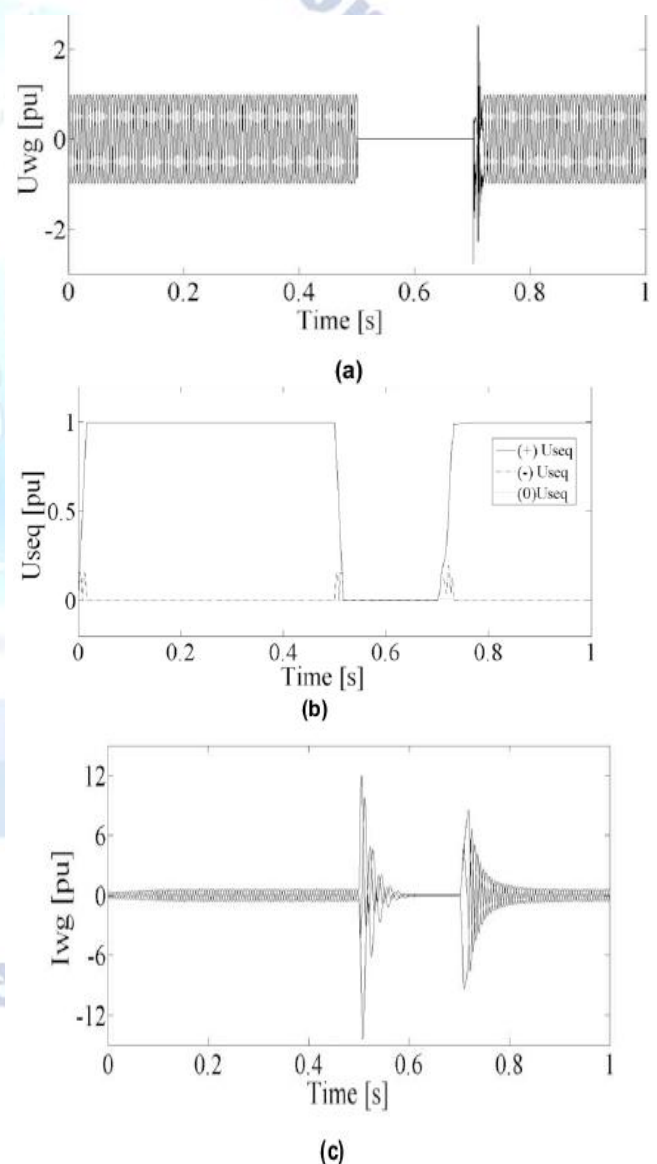 2
0
-2
Uwg [pu]
0 0.2 0.4 0.6 0.8 1
Time [s]
(a)
1
0.5
0
Useq [pu]
(+) Useq
(-) Useq
(0)Useq
0 0.2 0.4 0.6 0.8 1
Time [s]
(b)
12
6
0
-6
-12
Iwg [pu]
0 0.2 0.4 0.6 0.8 1
Time [s]
(c)